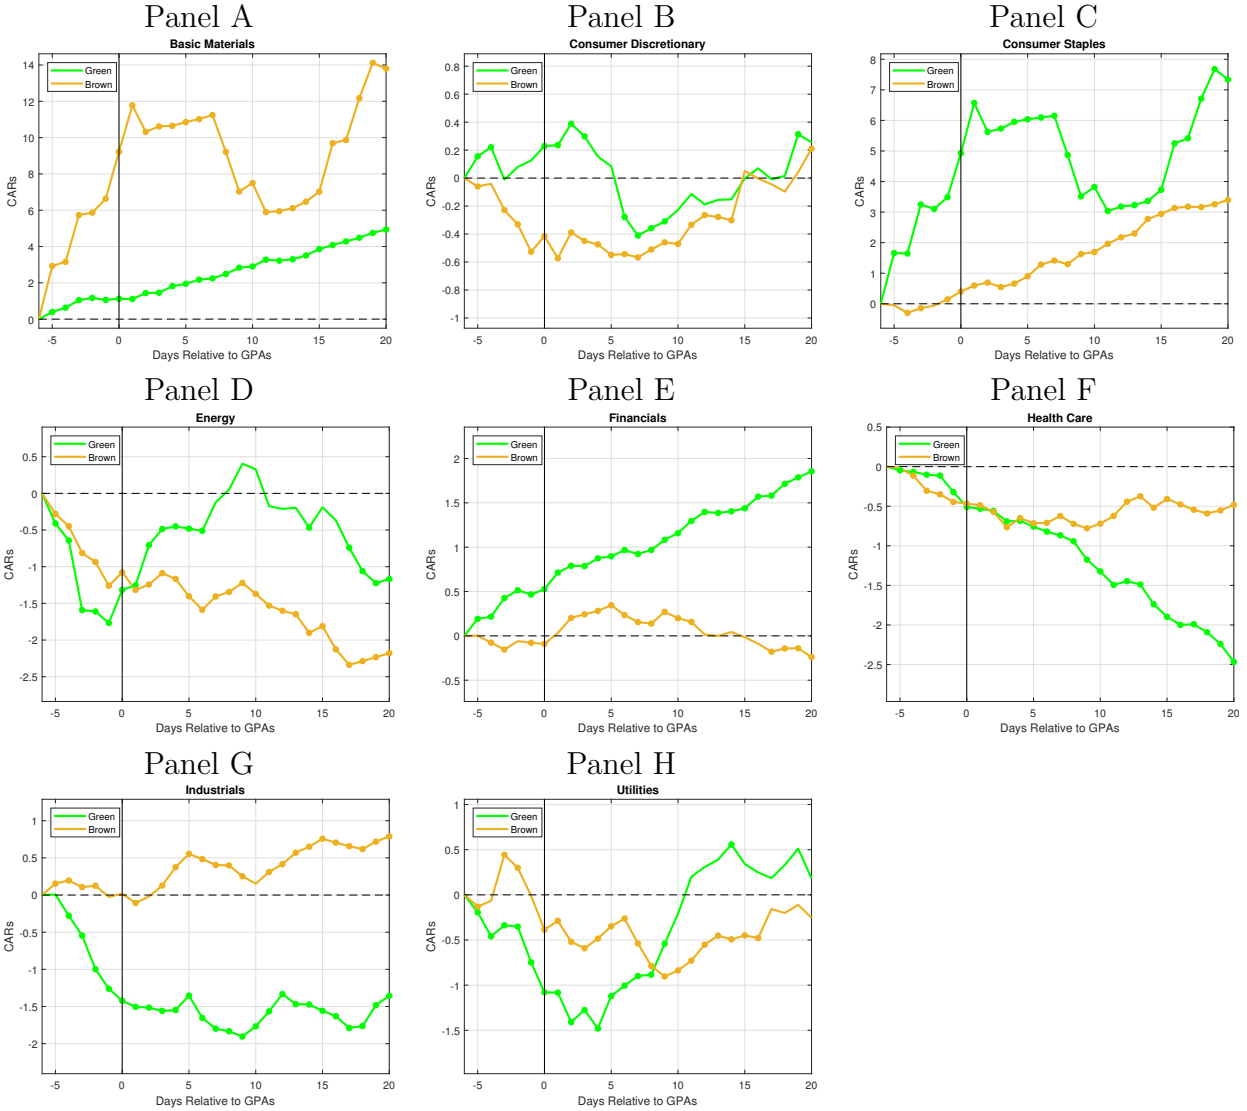 Panel A
Basic Materials
Green
Brown
14
12
10
8
6
4
2
0
CARs
-5 0 5 10 15 20
Days Relative to GPAs
Panel B
Consumer Discretionary
Green
Brown
0.8
0.6
0.4
0.2
0
-0.2
-0.4
-0.6
-0.8
-1
CARs
-5 0 5 10 15 20
Days Relative to GPAs
Panel C
Consumer Staples
Green
Brown
8
7
6
5
4
3
2
1
0
CARs
-5 0 5 10 15 20
Days Relative to GPAs
Panel D
Energy
Green
Brown
0.5
0
-0.5
-1
-1.5
-2
-2.5
CARs
-5 0 5 10 15 20
Days Relative to GPAs
Panel E
Financials
Green
Brown
2
1.5
1
0.5
0
-0.5
CARs
-5 0 5 10 15 20
Days Relative to GPAs
Panel F
Health Care
Green
Brown
0.5
0
-0.5
-1
-1.5
-2
-2.5
CARs
-5 0 5 10 15 20
Days Relative to GPAs
Panel G
Industrials
Green
Brown
1
0.5
0
-0.5
-1
-1.5
-2
CARs
-5 0 5 10 15 20
Days Relative to GPAs
Panel H
Utilities
Green
Brown
1
0.5
0
-0.5
-1
-1.5
CARs
-5 0 5 10 15 20
Days Relative to GPAs